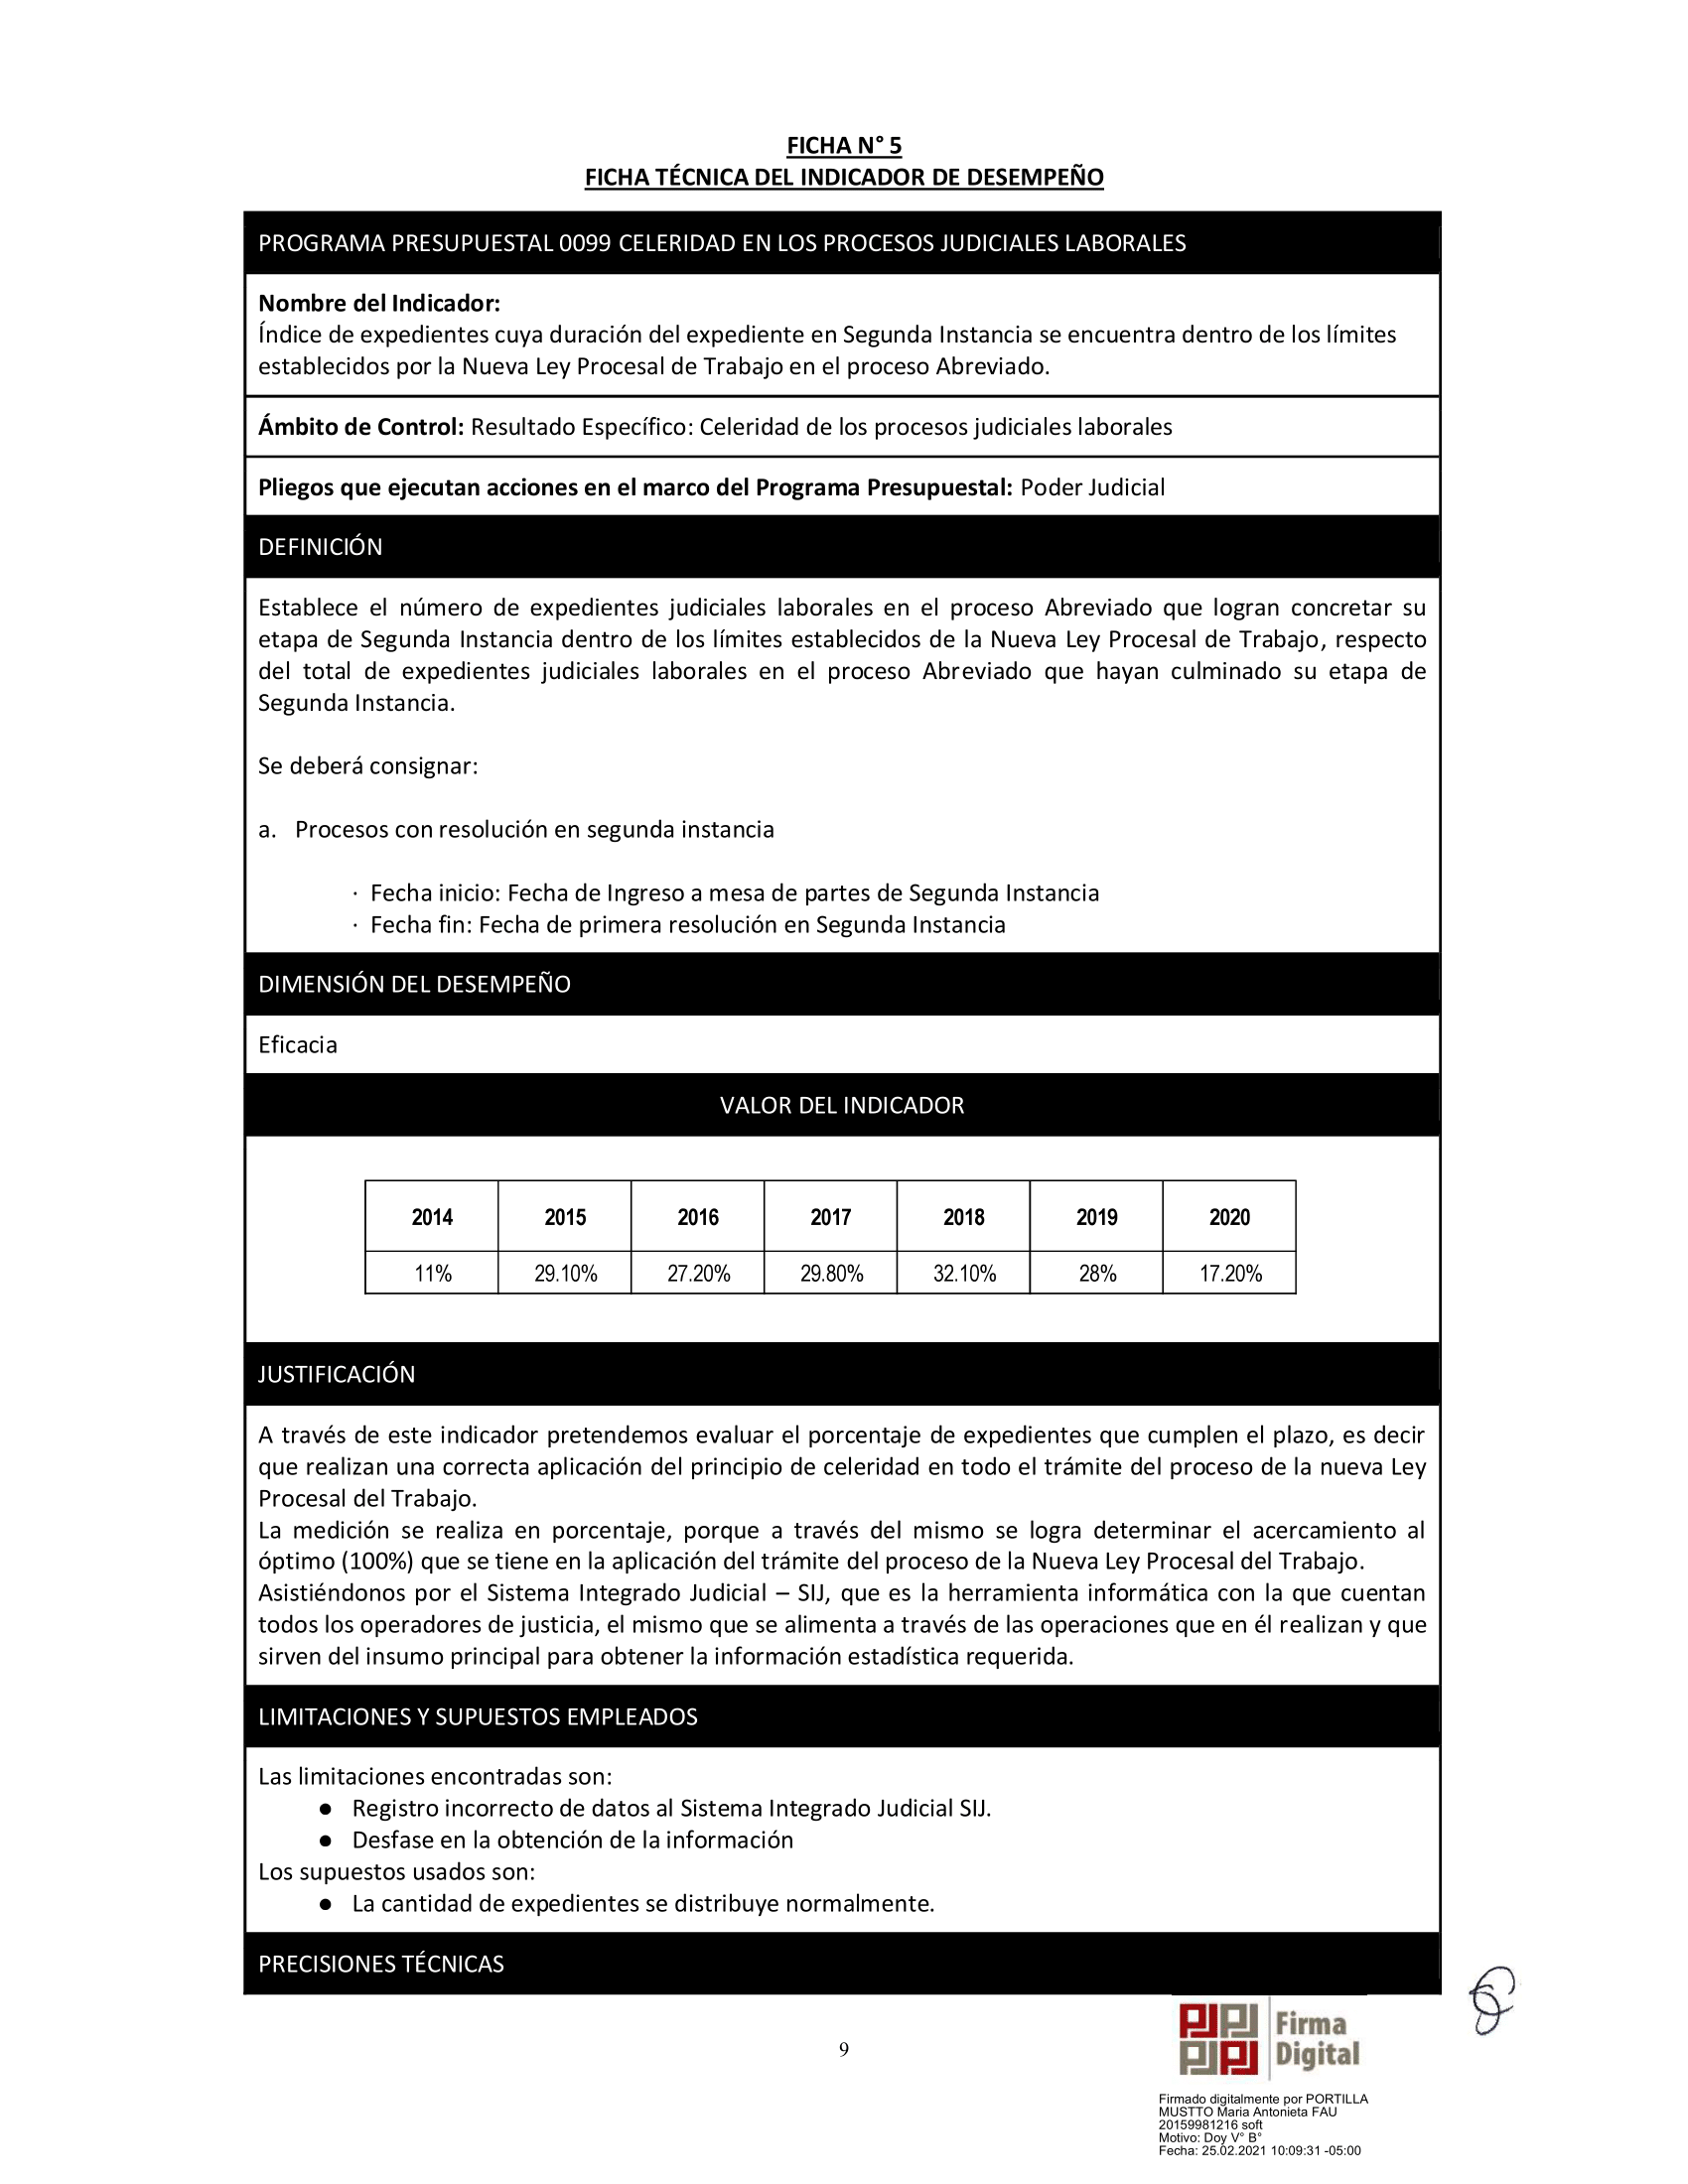 FICHA N° 5
FICHA TÉCNICA DEL INDICADOR DE DESEMPEÑO
PROGRAMA PRESUPUESTAL 0099 CELERIDAD EN LOS PROCESOS JUDICIALES LABORALES
Nombre del Indicador:
Índice de expedientes cuya duración del expediente en Segunda Instancia se encuentra dentro de los límites
establecidos por la Nueva Ley Procesal de Trabajo en el proceso Abreviado.
Ámbito de Control: Resultado Específico: Celeridad de los procesos judiciales laborales
Pliegos que ejecutan acciones en el marco del Programa Presupuestal: Poder Judicial
DEFINICIÓN
Establece el número de expedientes judiciales laborales en el proceso Abreviado que logran concretar su
etapa de Segunda Instancia dentro de los límites establecidos de la Nueva Ley Procesal de Trabajo, respecto
del total de expedientes judiciales laborales en el proceso Abreviado que hayan culminado su etapa de
Segunda Instancia.
Se deberá consignar:
a. Procesos con resolución en segunda instancia
· Fecha inicio: Fecha de Ingreso a mesa de partes de Segunda Instancia
· Fecha fin: Fecha de primera resolución en Segunda Instancia
DIMENSIÓN DEL DESEMPEÑO
Eficacia
VALOR DEL INDICADOR
2014 2015 2016 2017 2018 2019 2020
11% 29.10% 27.20% 29.80% 32.10% 28% 17.20%
JUSTIFICACIÓN
A través de este indicador pretendemos evaluar el porcentaje de expedientes que cumplen el plazo, es decir
que realizan una correcta aplicación del principio de celeridad en todo el trámite del proceso de la nueva Ley
Procesal del Trabajo.
La medición se realiza en porcentaje, porque a través del mismo se logra determinar el acercamiento al
óptimo (100%) que se tiene en la aplicación del trámite del proceso de la Nueva Ley Procesal del Trabajo.
Asistiéndonos por el Sistema Integrado Judicial – SIJ, que es la herramienta informática con la que cuentan
todos los operadores de justicia, el mismo que se alimenta a través de las operaciones que en él realizan y que
sirven del insumo principal para obtener la información estadística requerida.
LIMITACIONES Y SUPUESTOS EMPLEADOS
Las limitaciones encontradas son:
● Registro incorrecto de datos al Sistema Integrado Judicial SIJ.
● Desfase en la obtención de la información
Los supuestos usados son:
● La cantidad de expedientes se distribuye normalmente.
PRECISIONES TÉCNICAS
9
Firma
Digital
Firmado digitalmente por PORTILLA
MUSTTO Maria Antonieta FAU
20159981216 soft
Motivo: Doy V° B°
Fecha: 25.02.2021 10:09:31 -05:00